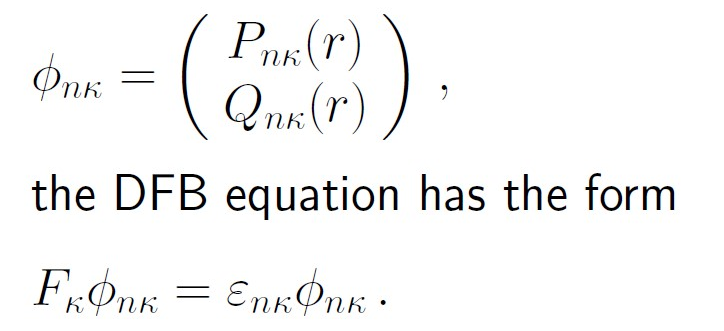 ϕ_{nκ} = ( P_{nκ}(r)
Q_{nκ}(r) ) ,
the DFB equation has the form
F_κ ϕ_{nκ} = ε_{nκ} ϕ_{nκ} .